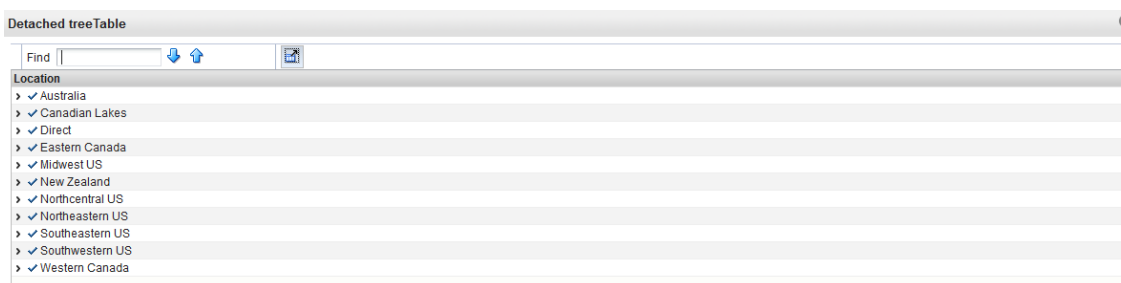 Detached treeTable
Find
Location
Australia
Canadian Lakes
Direct
Eastern Canada
Midwest US
New Zealand
Northcentral US
Northeastern US
Southeastern US
Southwestern US
Western Canada